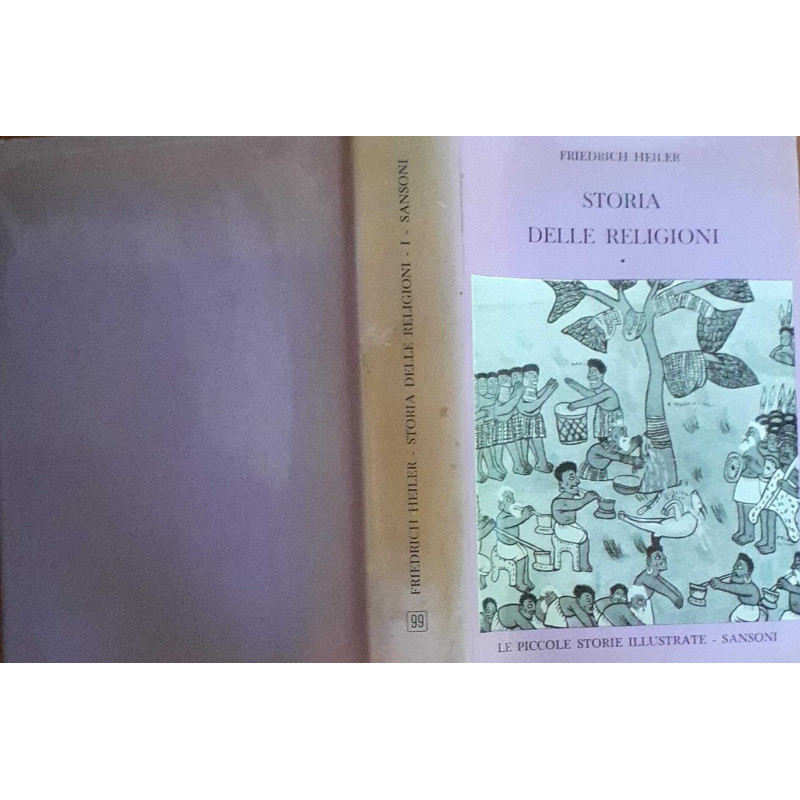 FRIEDRICH HEILER
STORIA
DELLE RELIGIONI
LE PICCOLE STORIE ILLUSTRATE - SANSONI
FRIEDRICH HEILER - STORIA DELLE RELIGIONI - I - SANSONI
99